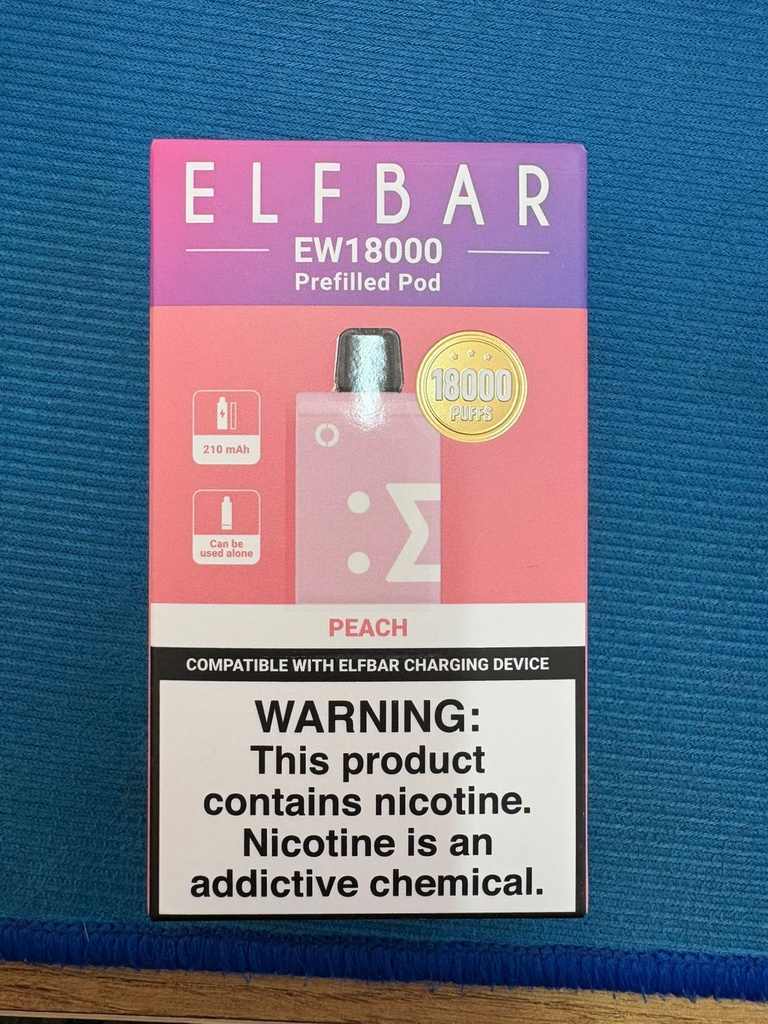 ELFBAR
EW18000
Prefilled Pod
18000
PUFFS
210 mAh
Can be
used alone
PEACH
COMPATIBLE WITH ELFBAR CHARGING DEVICE
WARNING:
This product
contains nicotine.
Nicotine is an
addictive chemical.